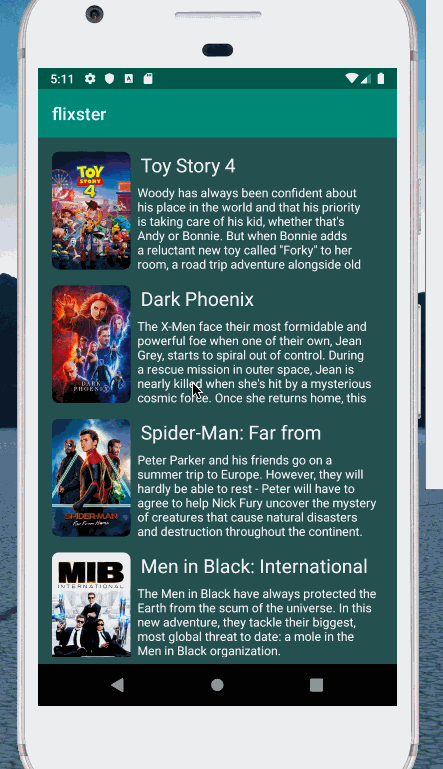 5:11
flixster
TOY
STORY
4
Toy Story 4
Woody has always been confident about
his place in the world and that his priority
is taking care of his kid, whether that's
Andy or Bonnie. But when Bonnie adds
a reluctant new toy called "Forky" to her
room, a road trip adventure alongside old
DARK
PHOENIX
Dark Phoenix
The X-Men face their most formidable and
powerful foe when one of their own, Jean
Grey, starts to spiral out of control. During
a rescue mission in outer space, Jean is
nearly killed when she's hit by a mysterious
cosmic force. Once she returns home, this
SPIDER-MAN
Far From Home
Spider-Man: Far from
Peter Parker and his friends go on a
summer trip to Europe. However, they will
hardly be able to rest - Peter will have to
agree to help Nick Fury uncover the mystery
of creatures that cause natural disasters
and destruction throughout the continent.
MIB
INTERNATIONAL
Men in Black: International
The Men in Black have always protected the
Earth from the scum of the universe. In this
new adventure, they tackle their biggest,
most global threat to date: a mole in the
Men in Black organization.